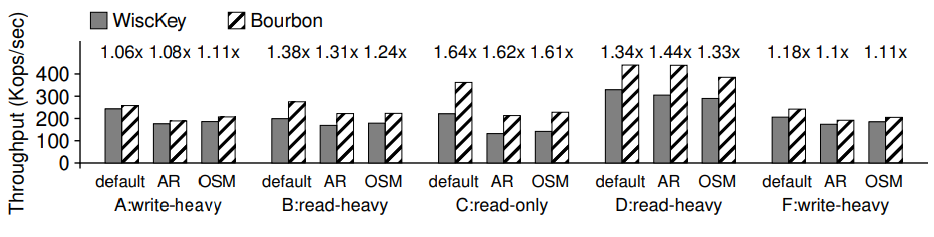 WiscKey Bourbon
1.06x 1.08x 1.11x 1.38x 1.31x 1.24x 1.64x 1.62x 1.61x 1.34x 1.44x 1.33x 1.18x 1.1x 1.11x
Throughput (Kops/sec)
400
300
200
100
0
default AR OSM default AR OSM default AR OSM default AR OSM default AR OSM
A:write-heavy B:read-heavy C:read-only D:read-heavy F:write-heavy